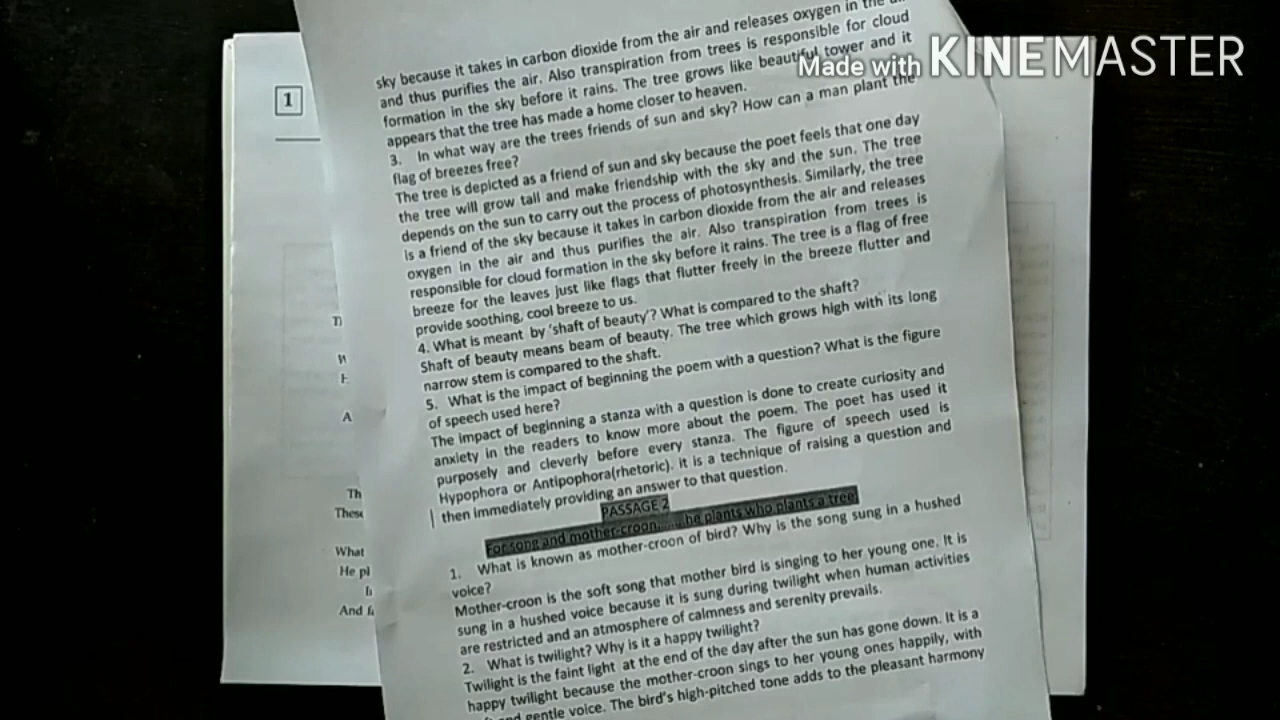 Made with KINEMASTER
sky because it takes in carbon dioxide from the air and releases oxygen in the
and thus purifies the air. Also transpiration from trees is responsible for cloud
formation in the sky before it rains. The tree grows like beautiful tower and it
appears that the tree has made a home closer to heaven.
3. In what way are the trees friends of sun and sky? How can a man plant the
flag of breezes free?
The tree is depicted as a friend of sun and sky because the poet feels that one day
the tree will grow tall and make friendship with the sky and the sun. The tree
depends on the sun to carry out the process of photosynthesis. Similarly, the tree
is a friend of the sky because it takes in carbon dioxide from the air and releases
oxygen in the air and thus purifies the air. Also transpiration from trees is
responsible for cloud formation in the sky before it rains. The tree is a flag of free
breeze for the leaves just like flags that flutter freely in the breeze flutter and
provide soothing, cool breeze to us.
4. What is meant by 'shaft of beauty'? What is compared to the shaft?
Shaft of beauty means beam of beauty. The tree which grows high with its long
narrow stem is compared to the shaft.
5. What is the impact of beginning the poem with a question? What is the figure
of speech used here?
The impact of beginning a stanza with a question is done to create curiosity and
anxiety in the readers to know more about the poem. The poet has used it
purposely and cleverly before every stanza. The figure of speech used is
Hypophora or Antipophora(rhetoric). it is a technique of raising a question and
then immediately providing an answer to that question.
PASSAGE 2
For song and mother-croon.......he plants who plants a tree.
1. What is known as mother-croon of bird? Why is the song sung in a hushed
voice?
Mother-croon is the soft song that mother bird is singing to her young one. It is
sung in a hushed voice because it is sung during twilight when human activities
are restricted and an atmosphere of calmness and serenity prevails.
2. What is twilight? Why is it a happy twilight?
Twilight is the faint light at the end of the day after the sun has gone down. It is a
happy twilight because the mother-croon sings to her young ones happily, with
and gentle voice. The bird's high-pitched tone adds to the pleasant harmony
1
A
Th
These
What
He pl
And